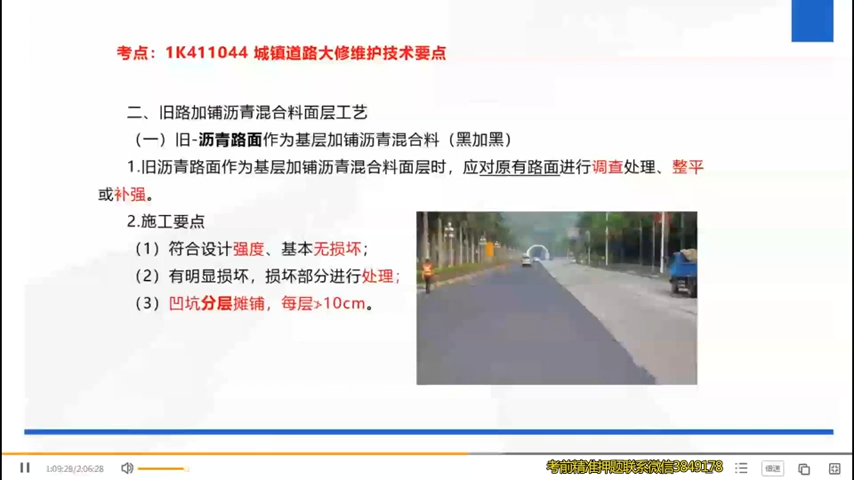 考点：1K411044 城镇道路大修维护技术要点
二、旧路加铺沥青混合料面层工艺
（一）旧-沥青路面作为基层加铺沥青混合料（黑加黑）
1.旧沥青路面作为基层加铺沥青混合料面层时，应对原有路面进行调查处理、整平
或补强。
2.施工要点
（1）符合设计强度、基本无损坏；
（2）有明显损坏，损坏部分进行处理；
（3）凹坑分层摊铺，每层≯10cm。
1:09:28/2:06:28
考前精准押题联系微信3849178
倍速